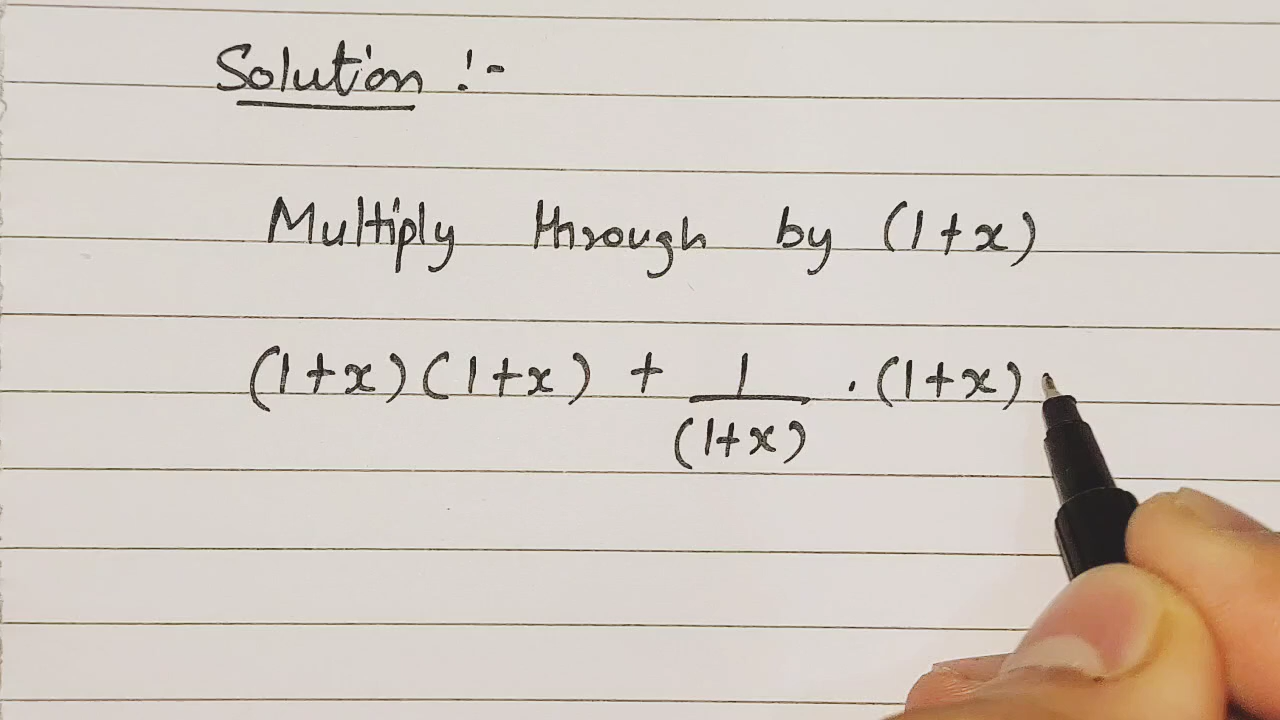 Solution :-
Multiply through by (1+x)
(1+x)(1+x) + 1/(1+x) .(1+x)